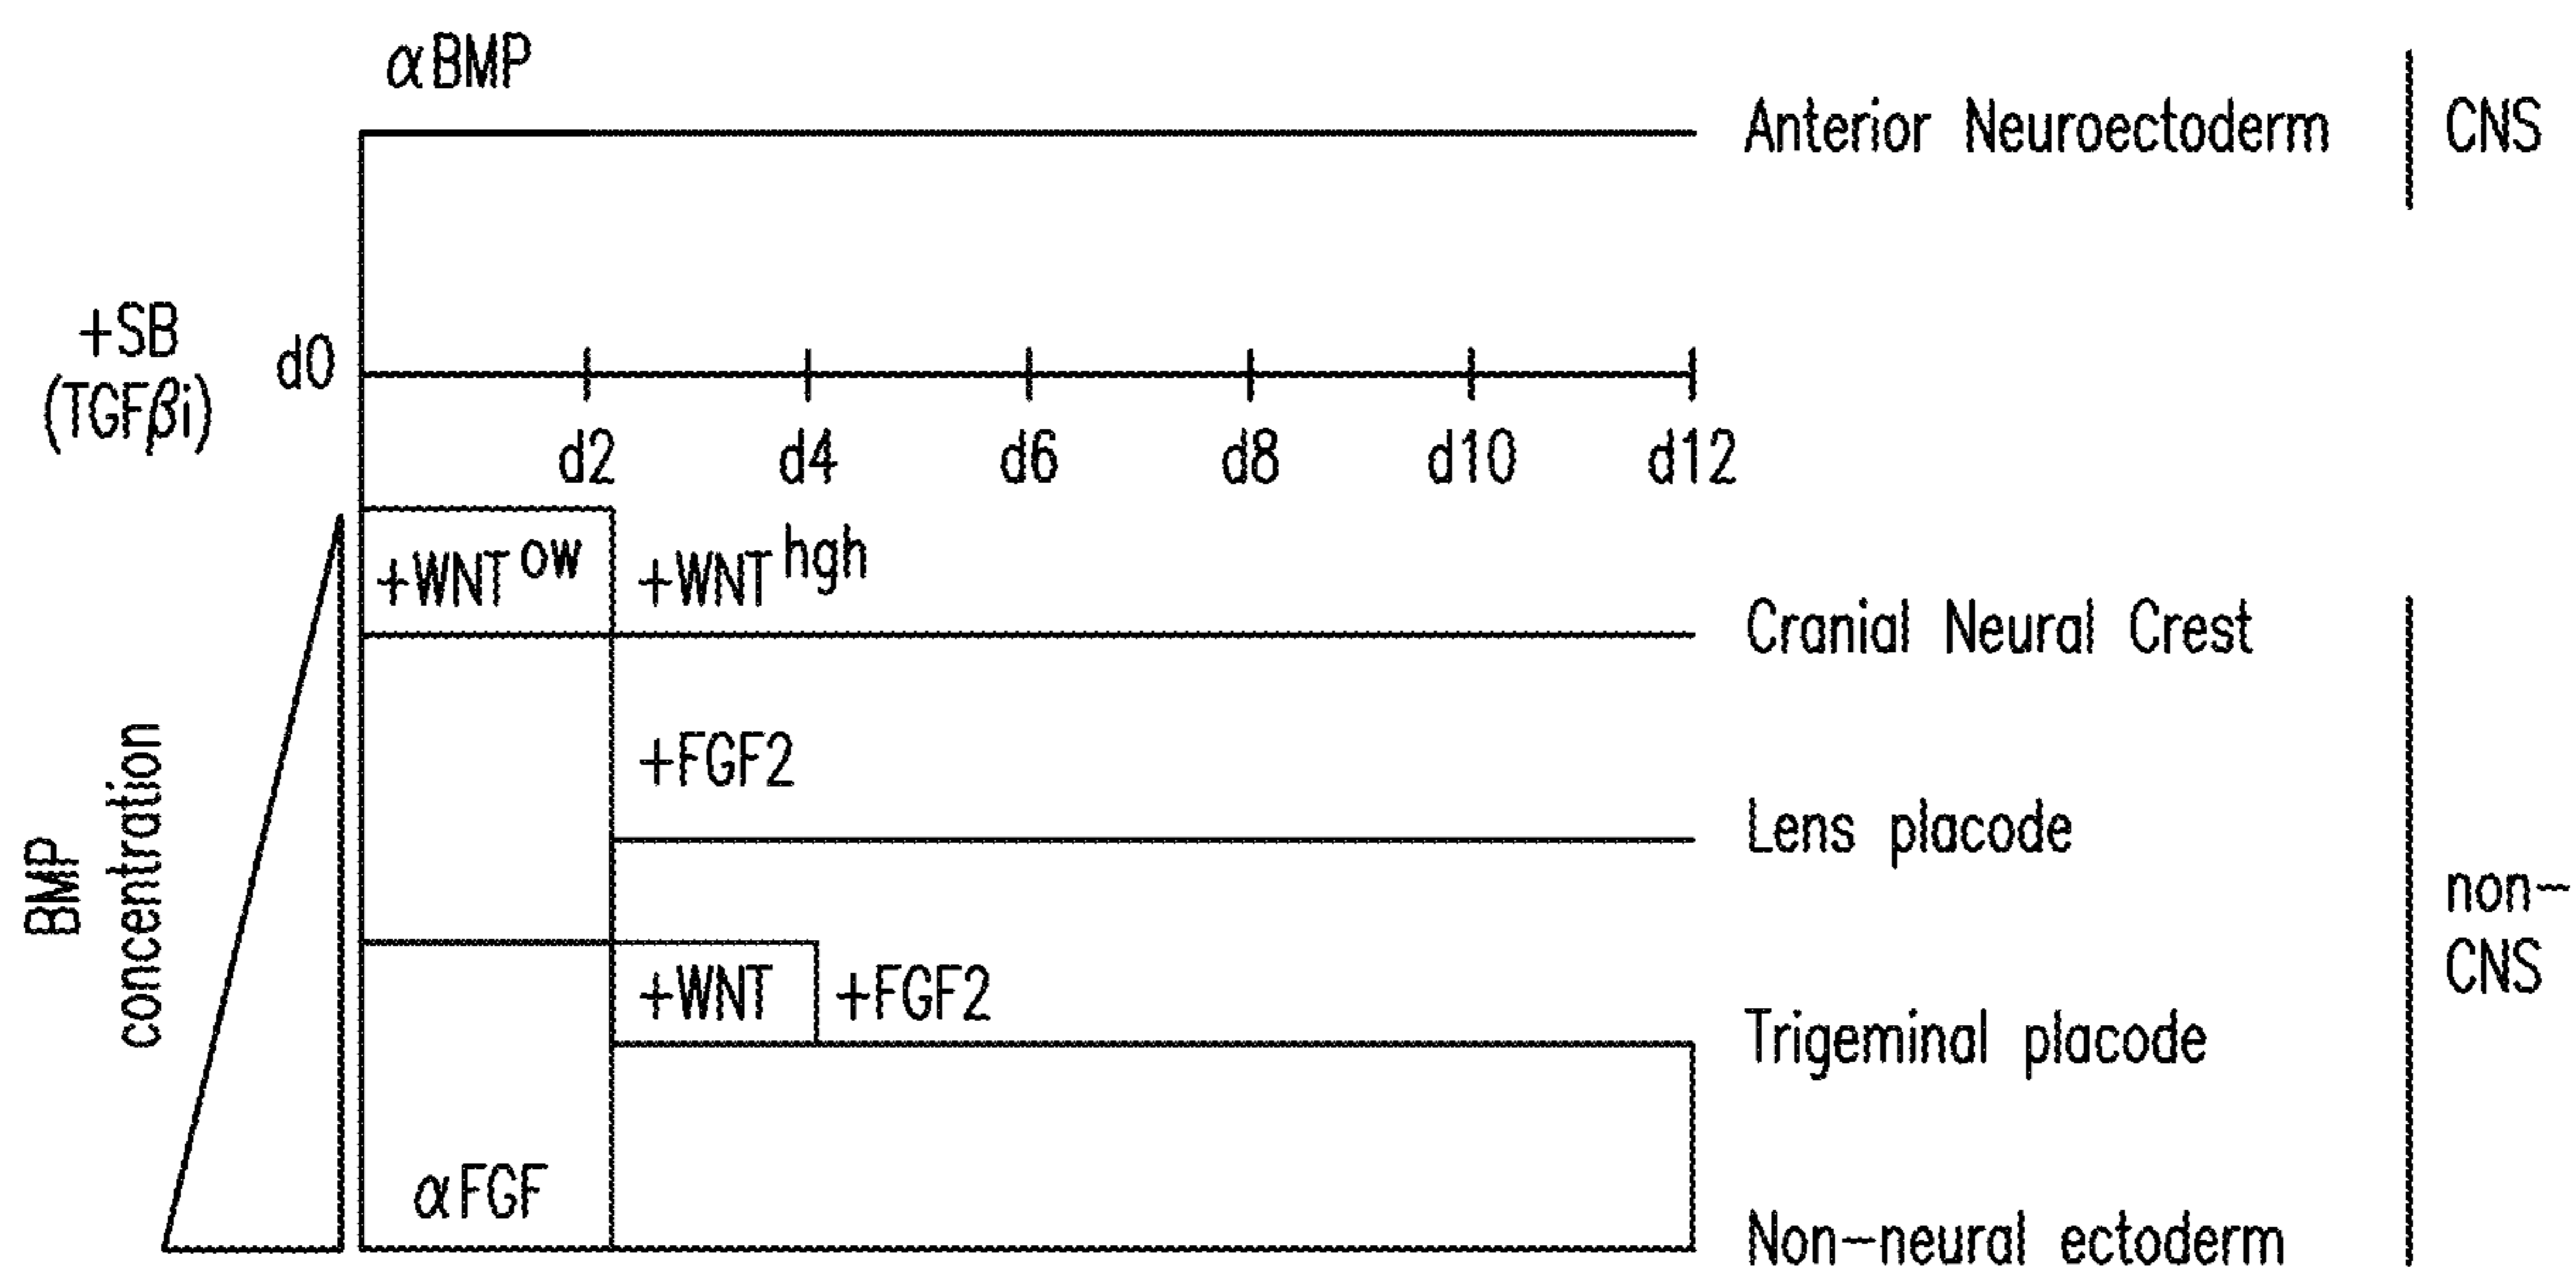 αBMP
Anterior Neuroectoderm
CNS
+SB
(TGFβi)
d0
d2 d4 d6 d8 d10 d12
+WNT ow
+WNT hgh
Cranial Neural Crest
+FGF2
Lens placode
BMP
concentration
non-
CNS
+WNT
+FGF2
Trigeminal placode
αFGF
Non-neural ectoderm